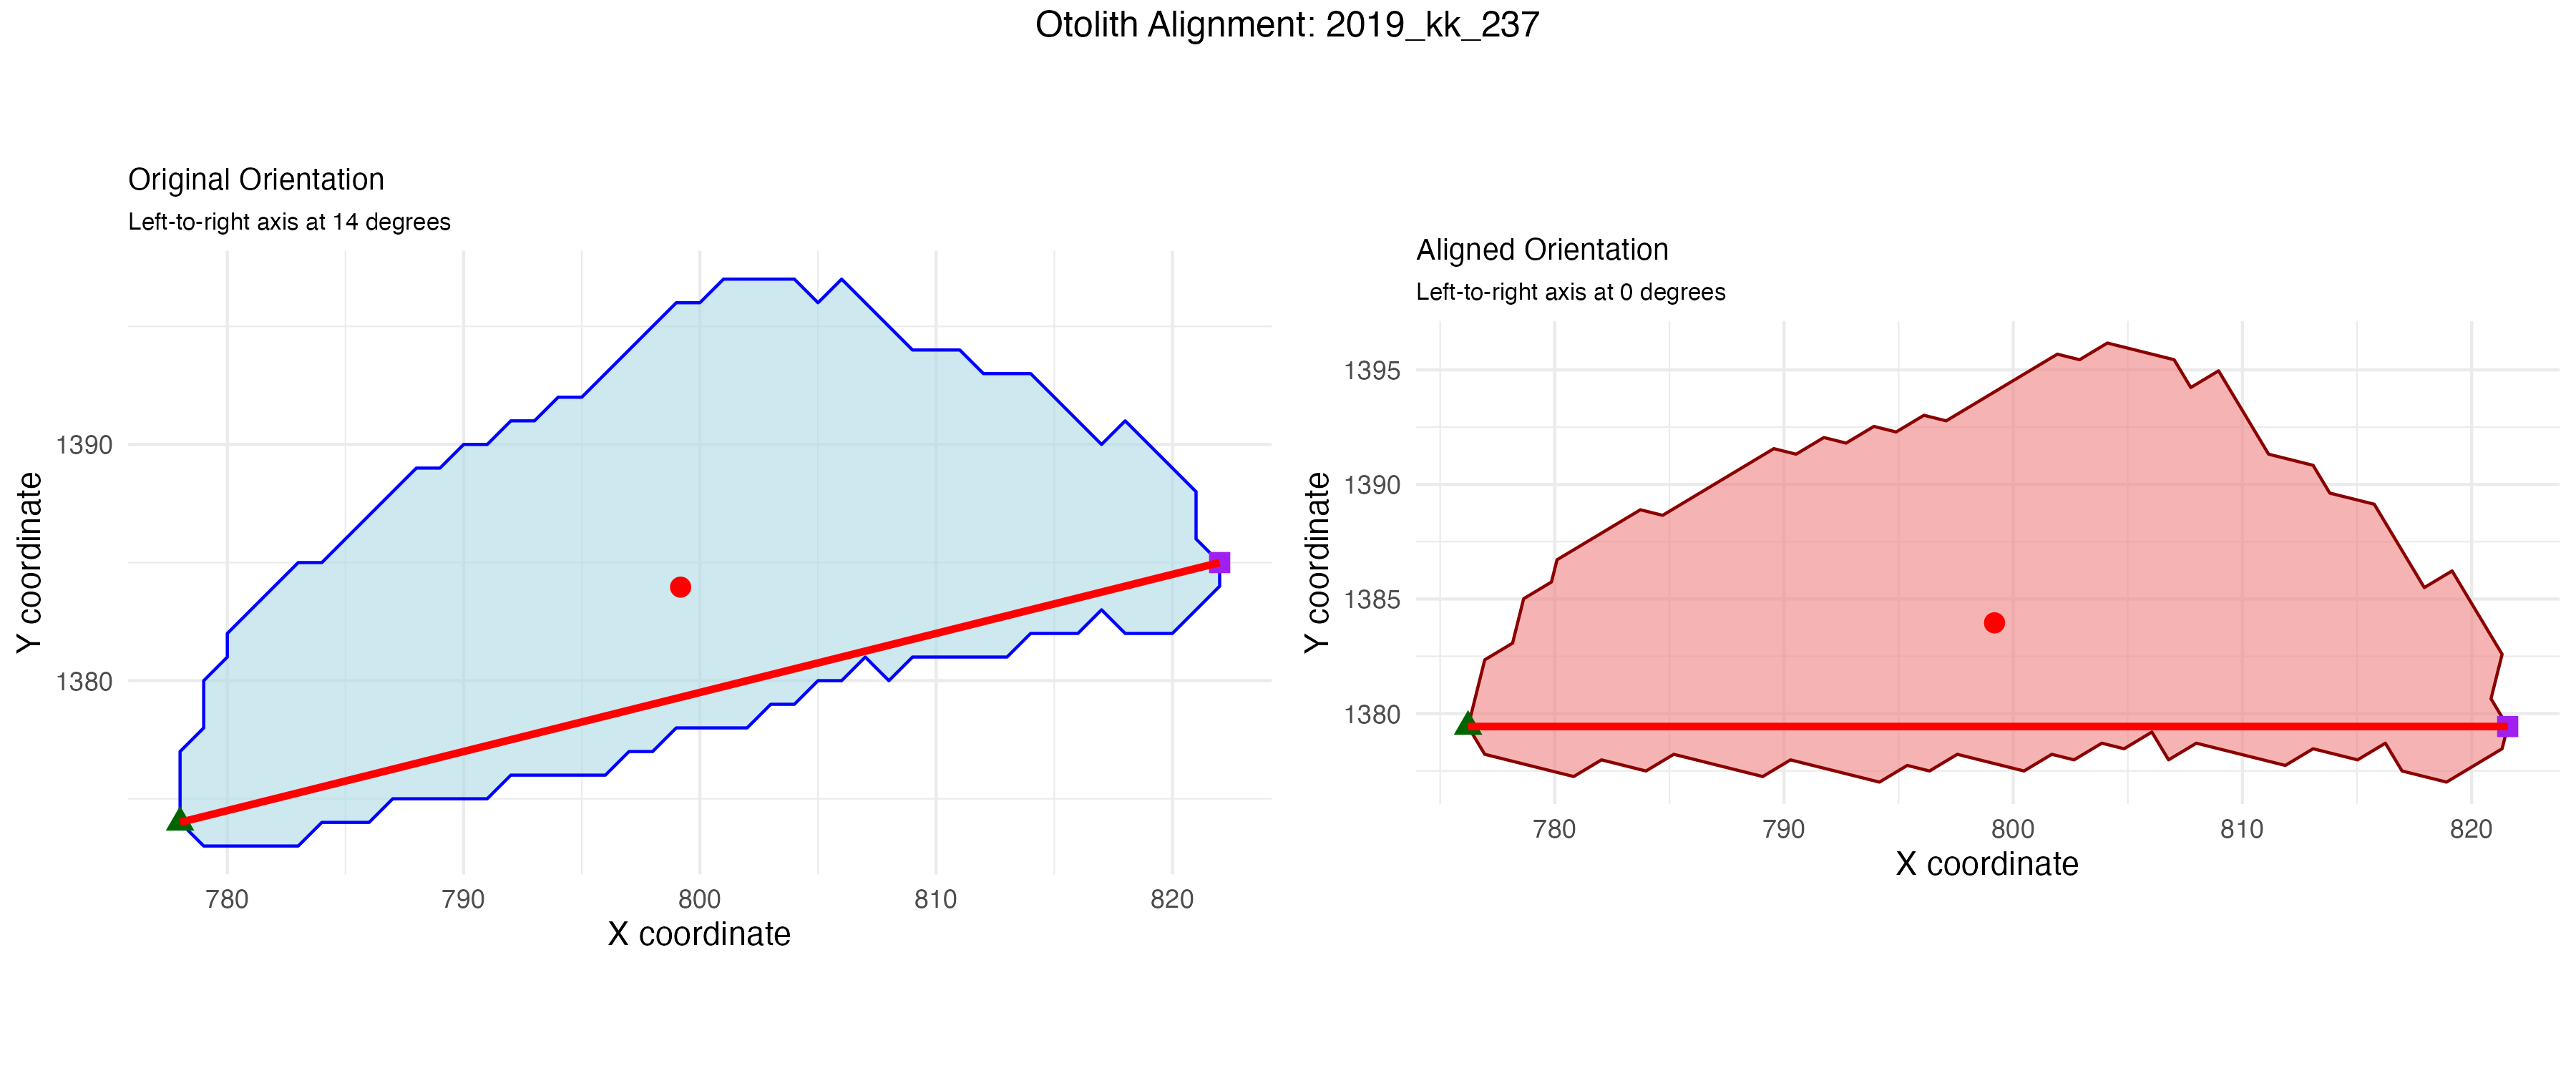 Otolith Alignment: 2019_kk_237
Original Orientation
Left-to-right axis at 14 degrees
Y coordinate
1390
1380
780 790 800 810 820
X coordinate
Aligned Orientation
Left-to-right axis at 0 degrees
Y coordinate
1395
1390
1385
1380
780 790 800 810 820
X coordinate